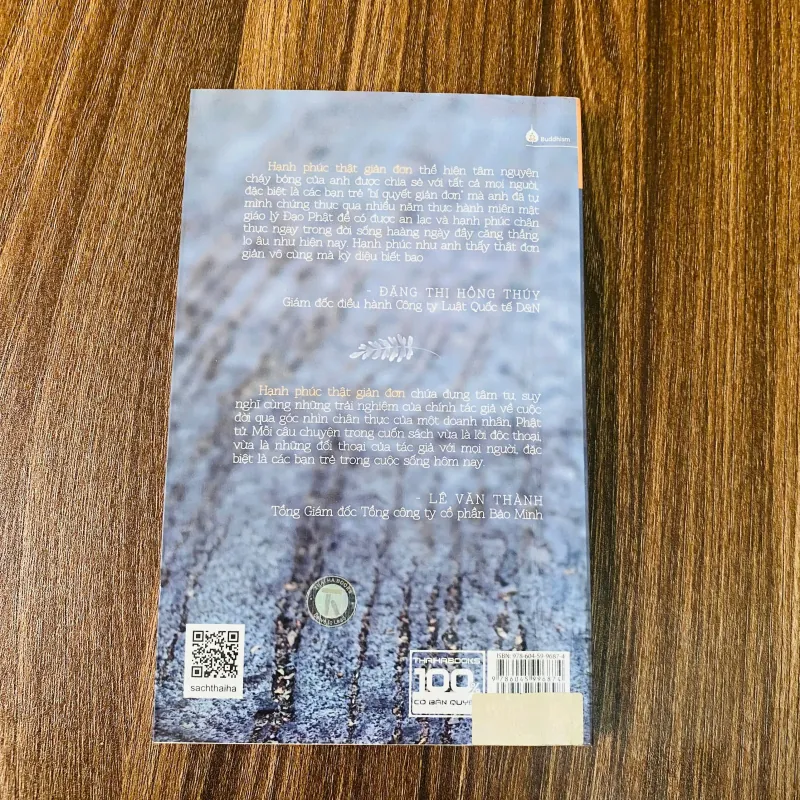 Buddhism
Hạnh phúc thật giản đơn thể hiện tâm nguyện
cháy bỏng của anh được chia sẻ với tất cả mọi người,
đặc biệt là các bạn trẻ "bí quyết giản đơn" mà anh đã tự
mình chứng thực qua nhiều năm thực hành miên mật
giáo lý Đạo Phật để có được an lạc và hạnh phúc chân
thực ngay trong đời sống hàng ngày đầy căng thẳng,
lo âu như hiện nay. Hạnh phúc như anh thấy thật đơn
giản vô cùng mà kỳ diệu biết bao.
- ĐẶNG THỊ HỒNG THÚY
Giám đốc điều hành Công ty Luật Quốc tế D&N
Hạnh phúc thật giản đơn chứa đựng tâm tư, suy
nghĩ cùng những trải nghiệm của chính tác giả về cuộc
đời qua góc nhìn chân thực của một doanh nhân, Phật
tử. Mỗi câu chuyện trong cuốn sách vừa là lời độc thoại,
vừa là những đối thoại của tác giả với mọi người, đặc
biệt là các bạn trẻ trong cuộc sống hôm nay.
- LÊ VĂN THÀNH
Tổng Giám đốc Tổng công ty cổ phần Bảo Minh
THAIHABOOKS
sachthaiha
THAIHABOOKS
100%
CÓ BẢN QUY
ISBN: 978-604-59-9687-4
9786045996874